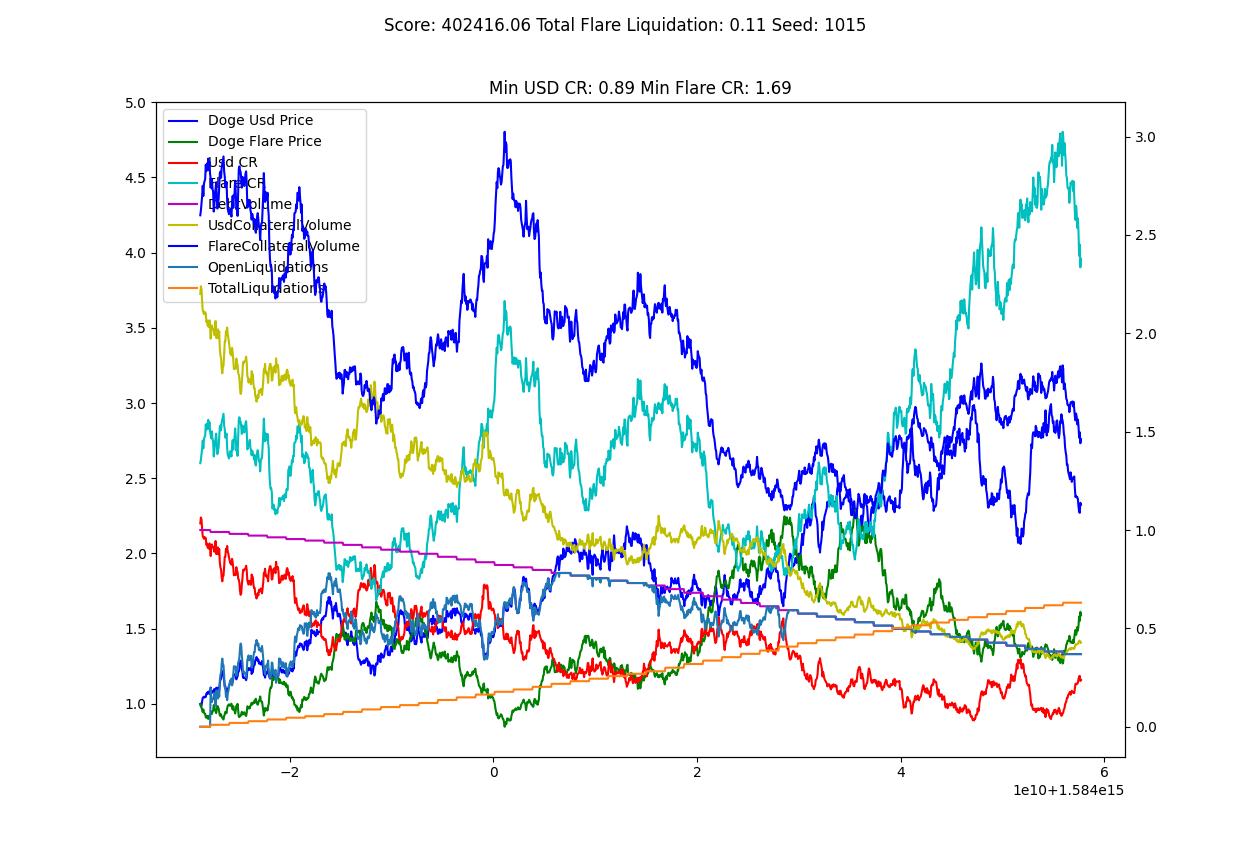 Score: 402416.06 Total Flare Liquidation: 0.11 Seed: 1015
Min USD CR: 0.89 Min Flare CR: 1.69
Doge Usd Price
Doge Flare Price
Usd CR
Flare CR
DebtVolume
UsdCollateralVolume
FlareCollateralVolume
OpenLiquidations
TotalLiquidations
5.0
4.5
4.0
3.5
3.0
2.5
2.0
1.5
1.0
3.0
2.5
2.0
1.5
1.0
0.5
0.0
−2 0 2 4 6
1e10+1.584e15